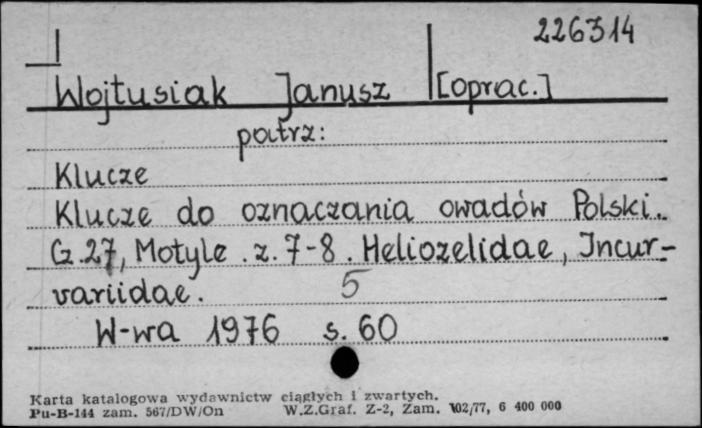 226314
Wojtusiak Janusz [oprac.]
patrz:
Klucze
Klucze do oznaczania owadów Polski.
Cz.27, Motyle. z. 7-8. Heliozelidae, Incur-
variidae. 5
W-wa 1976 s. 60
Karta katalogowa wydawnictw ciągłych i zwartych.
Pu-B-144 zam. 567/DW/On W.Z.Graf. Z-2, Zam. 102/77, 6 400 000